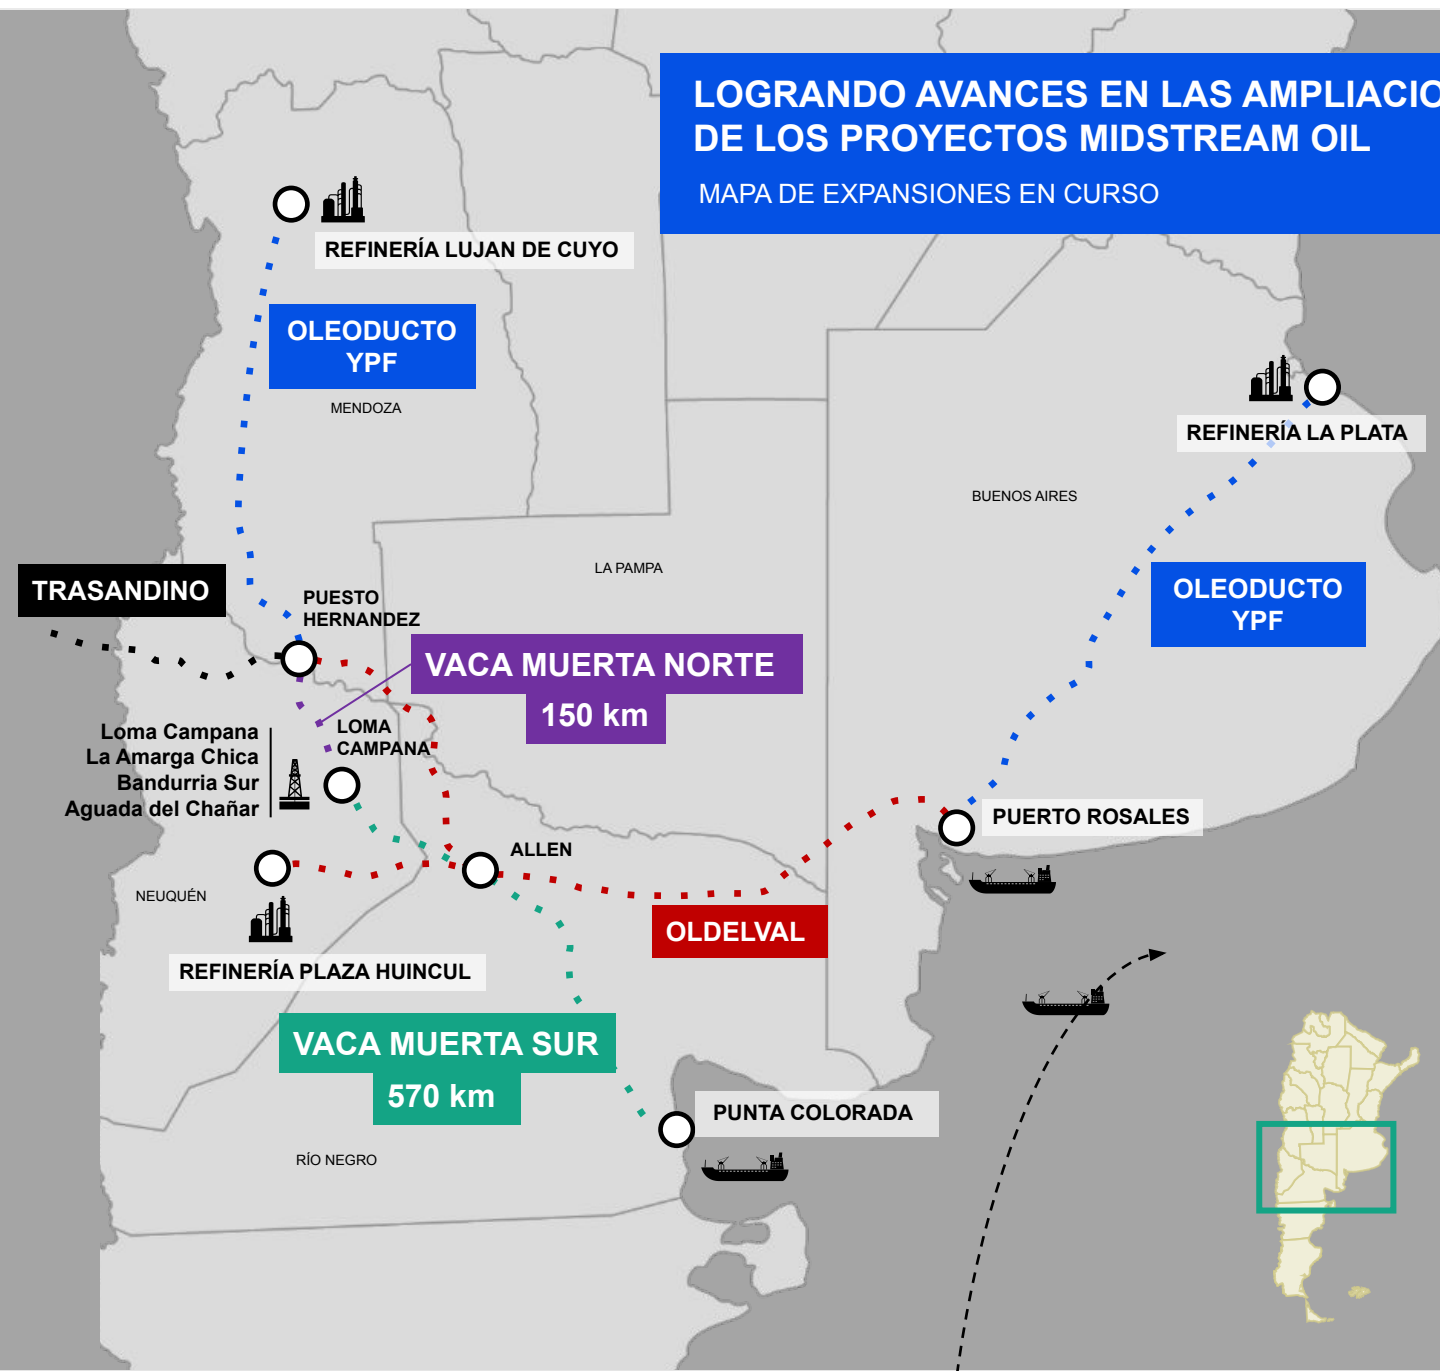 LOGRANDO AVANCES EN LAS AMPLIACIO
DE LOS PROYECTOS MIDSTREAM OIL
MAPA DE EXPANSIONES EN CURSO
REFINERÍA LUJAN DE CUYO
OLEODUCTO
YPF
MENDOZA
REFINERÍA LA PLATA
BUENOS AIRES
LA PAMPA
TRASANDINO
PUESTO
HERNANDEZ
OLEODUCTO
YPF
VACA MUERTA NORTE
150 km
Loma Campana
La Amarga Chica
Bandurria Sur
Aguada del Chañar
LOMA
CAMPANA
PUERTO ROSALES
ALLEN
NEUQUÉN
OLDELVAL
REFINERÍA PLAZA HUINCUL
VACA MUERTA SUR
570 km
PUNTA COLORADA
RÍO NEGRO